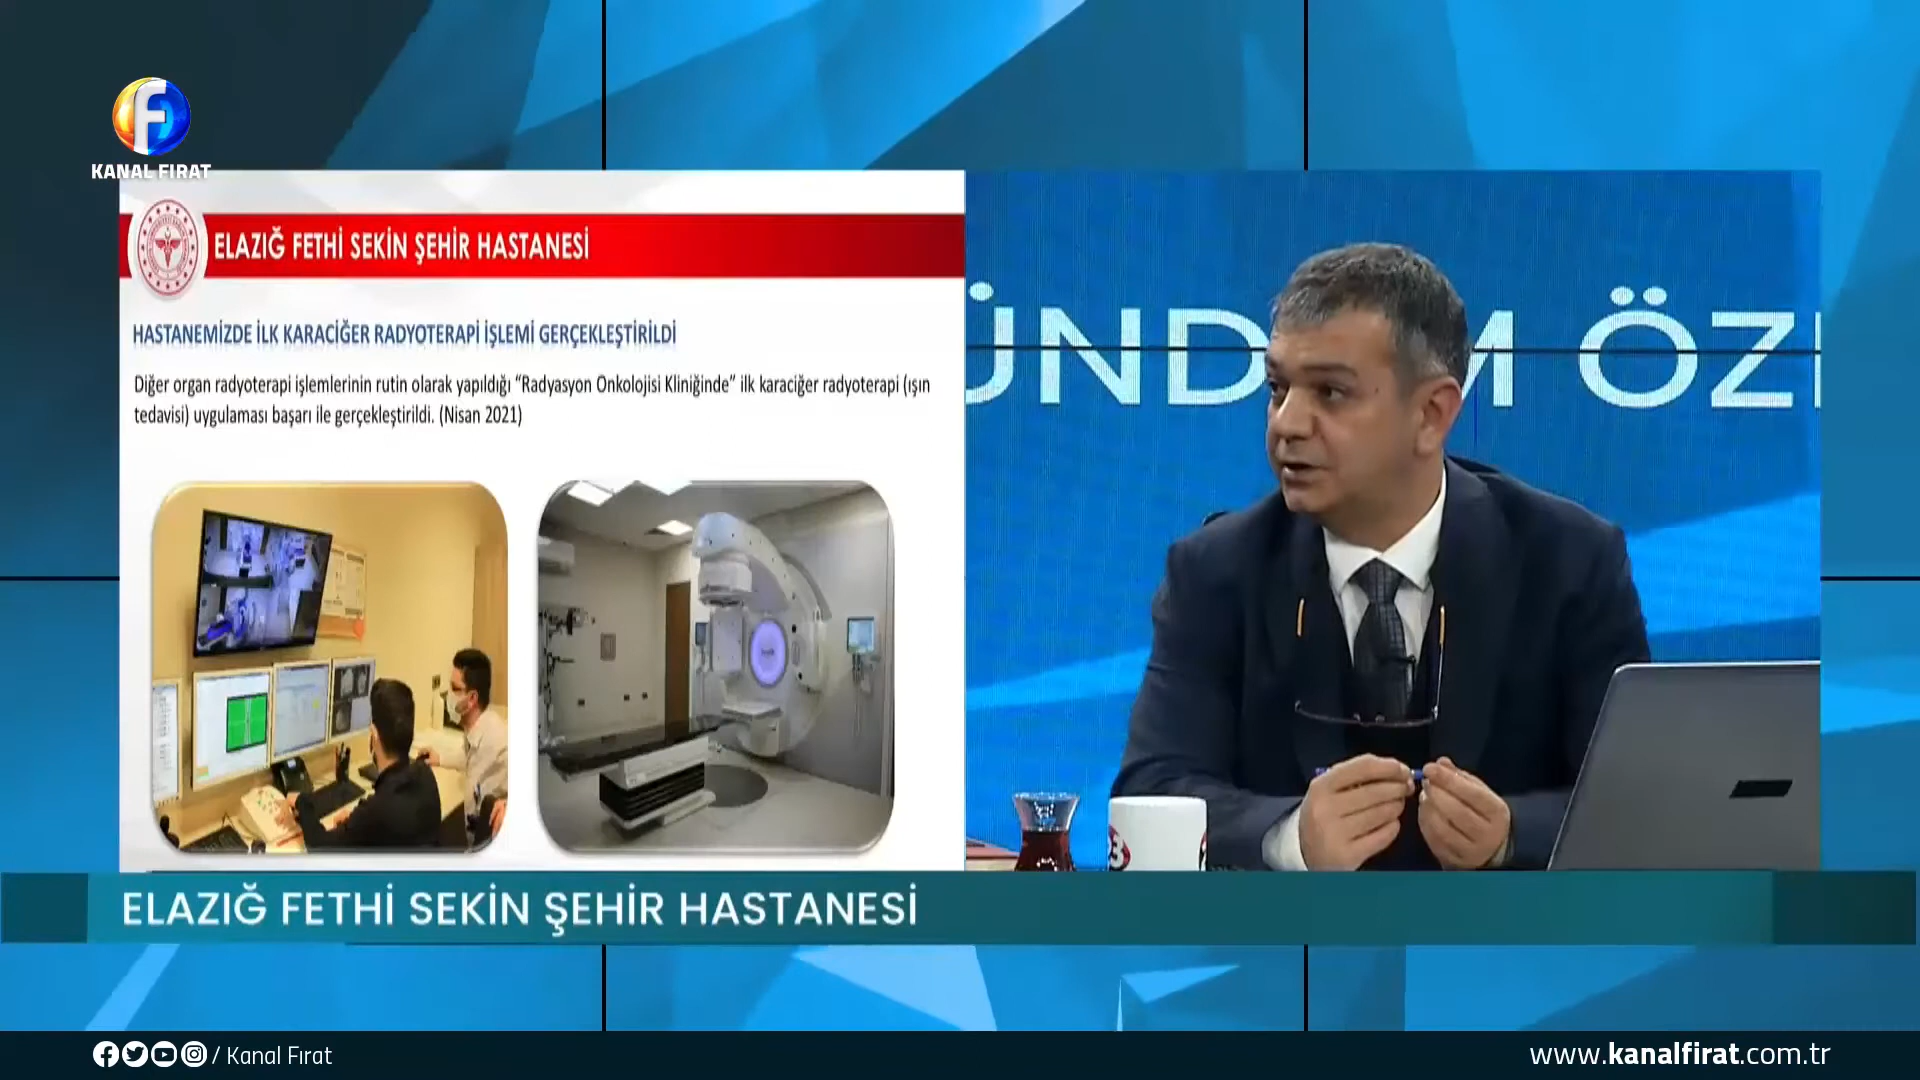 KANAL FIRAT
ELAZIĞ FETHİ SEKİN ŞEHİR HASTANESİ
HASTANEMİZDE İLK KARACİĞER RADYOTERAPİ İŞLEMİ GERÇEKLEŞTİRİLDİ
Diğer organ radyoterapi işlemlerinin rutin olarak yapıldığı “Radyasyon Onkolojisi Kliniğinde” ilk karaciğer radyoterapi (ışın
tedavisi) uygulaması başarı ile gerçekleştirildi. (Nisan 2021)
ÜND M ÖZ
3
ELAZIĞ FETHİ SEKİN ŞEHİR HASTANESİ
/ Kanal Fırat
www.kanalfirat.com.tr